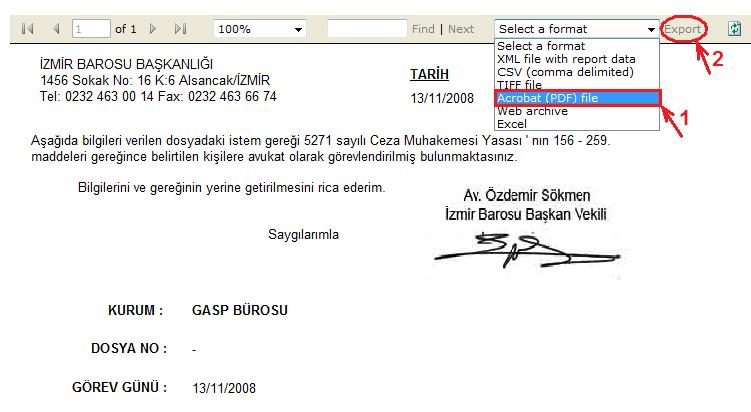 1 of 1 100% Find | Next Select a format Export
Select a format
XML file with report data
CSV (comma delimited)
TIFF file
Acrobat (PDF) file
Web archive
Excel
1
2
İZMİR BAROSU BAŞKANLIĞI
1456 Sokak No: 16 K:6 Alsancak/İZMİR
Tel: 0232 463 00 14 Fax: 0232 463 66 74
TARİH
13/11/2008
Aşağıda bilgileri verilen dosyadaki istem gereği 5271 sayılı Ceza Muhakemesi Yasası ' nın 156 - 259.
maddeleri gereğince belirtilen kişilere avukat olarak görevlendirilmiş bulunmaktasınız.
Bilgilerini ve gereğinin yerine getirilmesini rica ederim.
Av. Özdemir Sökmen
İzmir Barosu Başkan Vekili
Saygılarımla
KURUM : GASP BÜROSU
DOSYA NO : -
GÖREV GÜNÜ : 13/11/2008